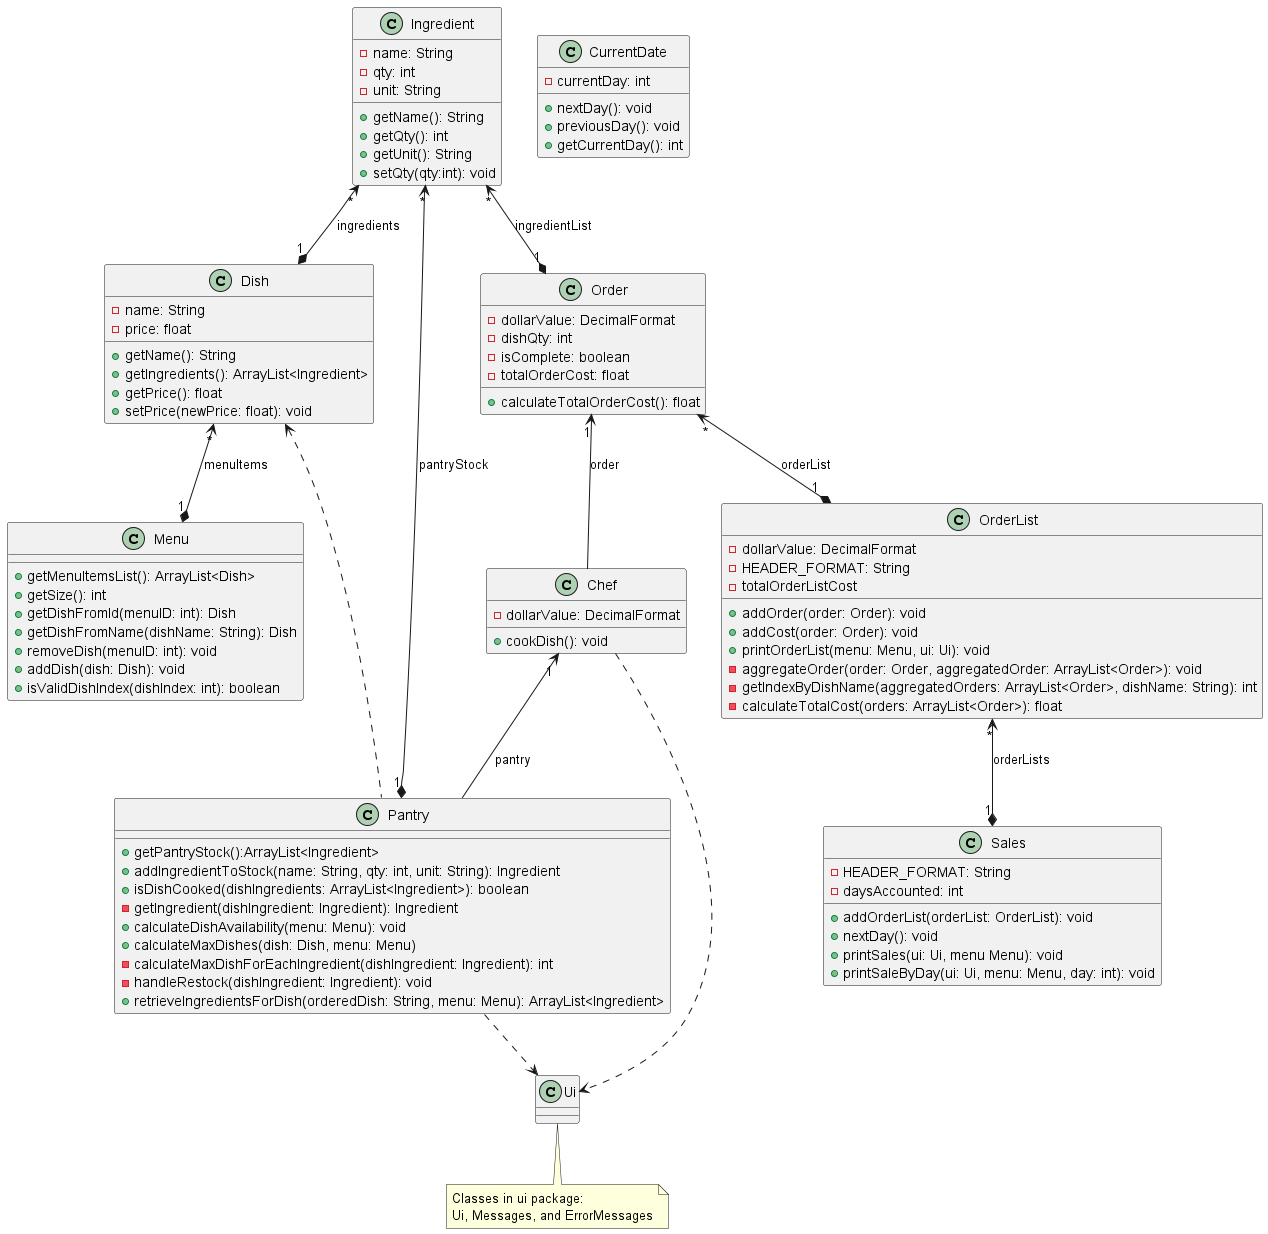 C Ingredient
name: String
qty: int
unit: String
getName(): String
getQty(): int
getUnit(): String
setQty(qty:int): void
C CurrentDate
currentDay: int
nextDay(): void
previousDay(): void
getCurrentDay(): int
*
*
*
ingredients
ingredientList
1
1
C Dish
name: String
price: float
getName(): String
getIngredients(): ArrayList<Ingredient>
getPrice(): float
setPrice(newPrice: float): void
C Order
dollarValue: DecimalFormat
dishQty: int
isComplete: boolean
totalOrderCost: float
calculateTotalOrderCost(): float
*
1
*
menuItems
pantryStock
order
orderList
1
1
C Menu
getMenuItemsList(): ArrayList<Dish>
getSize(): int
getDishFromId(menuID: int): Dish
getDishFromName(dishName: String): Dish
removeDish(menuID: int): void
addDish(dish: Dish): void
isValidDishIndex(dishIndex: int): boolean
C Chef
dollarValue: DecimalFormat
cookDish(): void
C OrderList
dollarValue: DecimalFormat
HEADER_FORMAT: String
totalOrderListCost
addOrder(order: Order): void
addCost(order: Order): void
printOrderList(menu: Menu, ui: Ui): void
aggregateOrder(order: Order, aggregatedOrder: ArrayList<Order>): void
getIndexByDishName(aggregatedOrders: ArrayList<Order>, dishName: String): int
calculateTotalCost(orders: ArrayList<Order>): float
1
*
pantry
orderLists
1
1
C Pantry
getPantryStock():ArrayList<Ingredient>
addIngredientToStock(name: String, qty: int, unit: String): Ingredient
isDishCooked(dishIngredients: ArrayList<Ingredient>): boolean
getIngredient(dishIngredient: Ingredient): Ingredient
calculateDishAvailability(menu: Menu): void
calculateMaxDishes(dish: Dish, menu: Menu)
calculateMaxDishForEachIngredient(dishIngredient: Ingredient): int
handleRestock(dishIngredient: Ingredient): void
retrieveIngredientsForDish(orderedDish: String, menu: Menu): ArrayList<Ingredient>
C Sales
HEADER_FORMAT: String
daysAccounted: int
addOrderList(orderList: OrderList): void
nextDay(): void
printSales(ui: Ui, menu Menu): void
printSaleByDay(ui: Ui, menu: Menu, day: int): void
C Ui
Classes in ui package:
Ui, Messages, and ErrorMessages